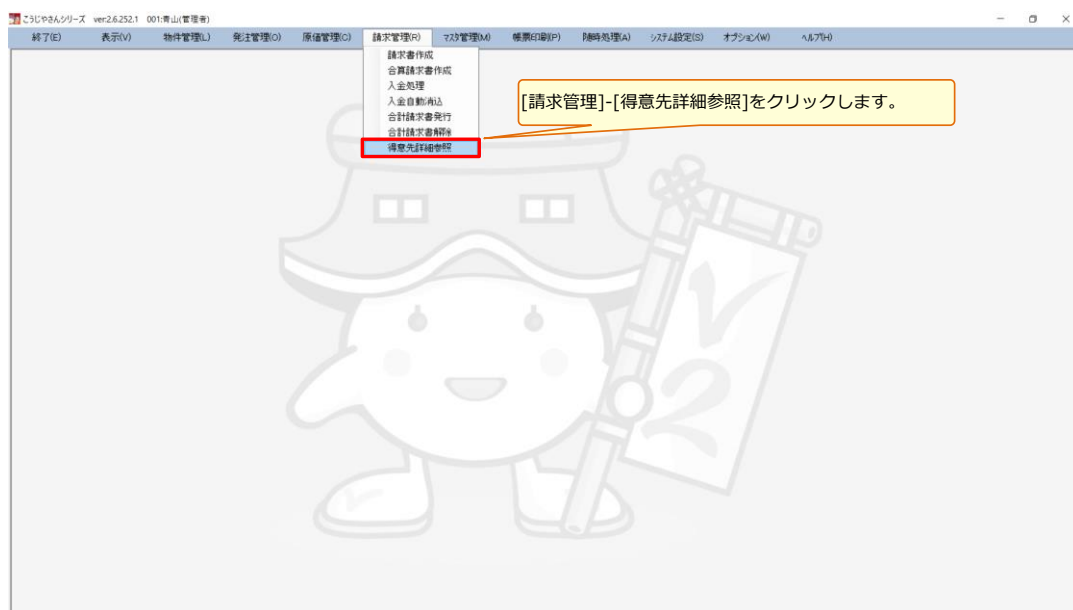 こうじやさんシリーズ ver.2.6.252.1 001:青山(管理者)
終了(E) 表示(V) 物件管理(L) 発注管理(O) 原価管理(C) 請求管理(R) マスタ管理(M) 帳票印刷(P) 随時処理(A) システム設定(S) オプション(W) ヘルプ(H)
請求書作成
合算請求書作成
入金処理
入金自動消込
合計請求書発行
合計請求書解除
得意先詳細参照
[請求管理]-[得意先詳細参照]をクリックします。
V2